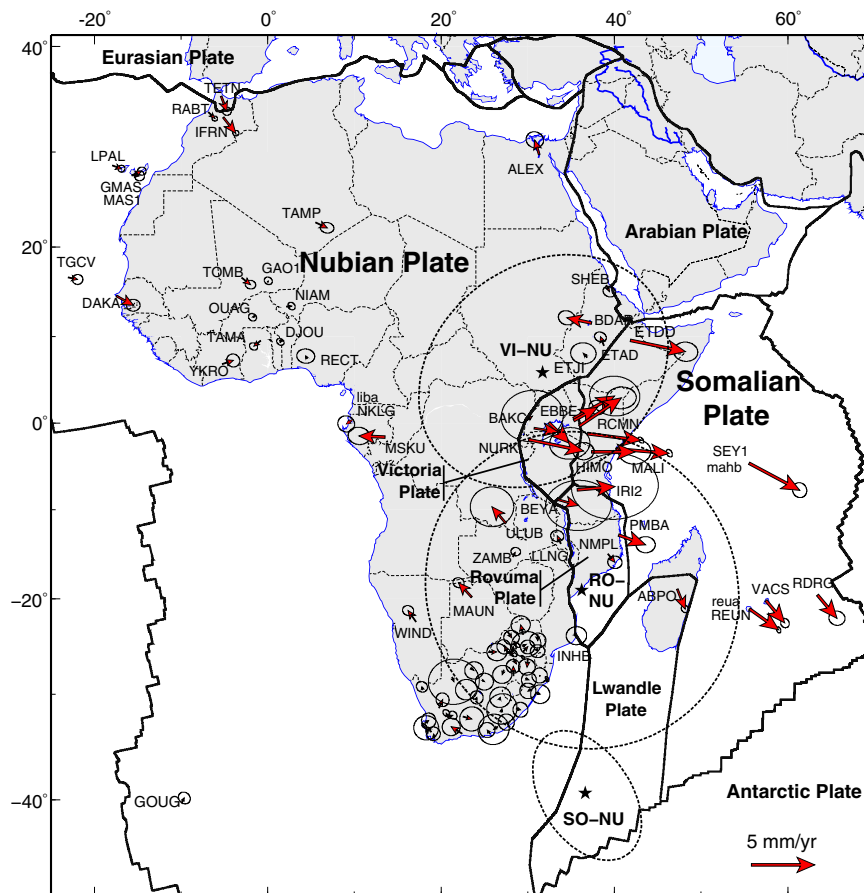 -20° 0° 20° 40° 60°
40°
20°
0°
−20°
−40°
Eurasian Plate
TETN
RABT
IFRN
LPAL
GMAS
MAS1
ALEX
TAMP
Arabian Plate
Nubian Plate
TGCV
TOMB
GAO1
SHEB
DAKA
NIAM
OUAG
BDAR
ETDD
DJOU
TAMA
VI−NU
ETAD
YKRO
RECT
ETJI
Somalian
Plate
liba
NKLG
BAKC
EBBE
RCMN
MSKU
NURK
SEY1
mahb
Victoria
Plate
HIMO
MALI
IRI2
BEYA
PMBA
ULUB
LLNG
NMPL
ZAMB
Rovuma
Plate
RO−
NU
MAUN
ABPO
VACS
RDRG
reua
REUN
WIND
INHB
Lwandle
Plate
GOUG
SO−NU
Antarctic Plate
5 mm/yr